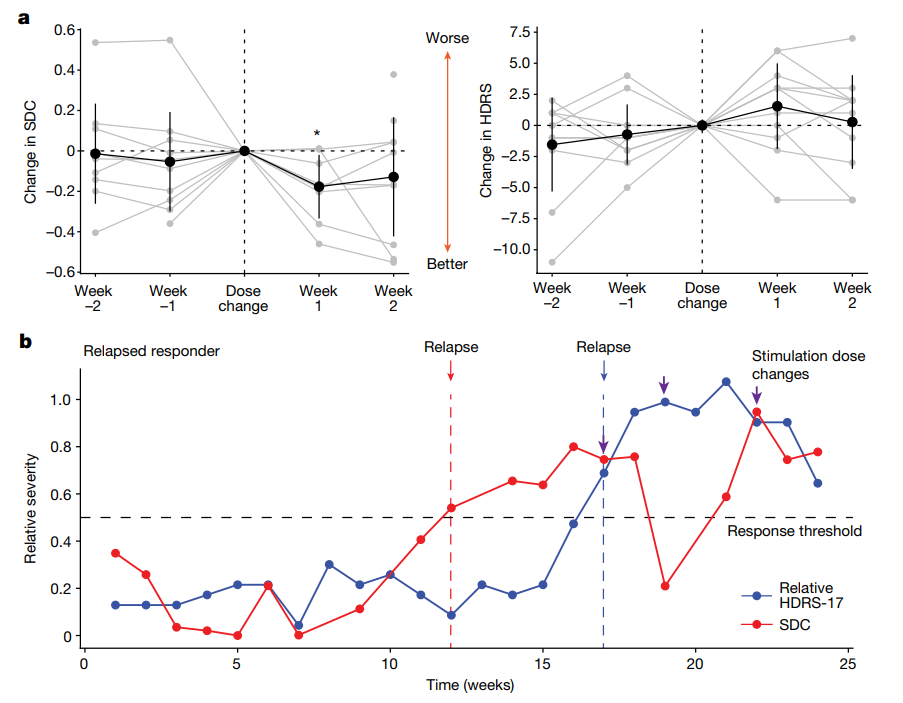 a
0.6
0.4
0.2
0
−0.2
−0.4
−0.6
Change in SDC
*
Week
−2
Week
−1
Dose
change
Week
1
Week
2
Worse
Better
7.5
5.0
2.5
0
−2.5
−5.0
−7.5
−10.0
Change in HDRS
Week
−2
Week
−1
Dose
change
Week
1
Week
2
b
Relapsed responder
Relapse
Relapse
Stimulation dose
changes
1.0
0.8
0.6
0.4
0.2
0
Relative severity
Response threshold
Relative
HDRS-17
SDC
0
5
10
15
20
25
Time (weeks)